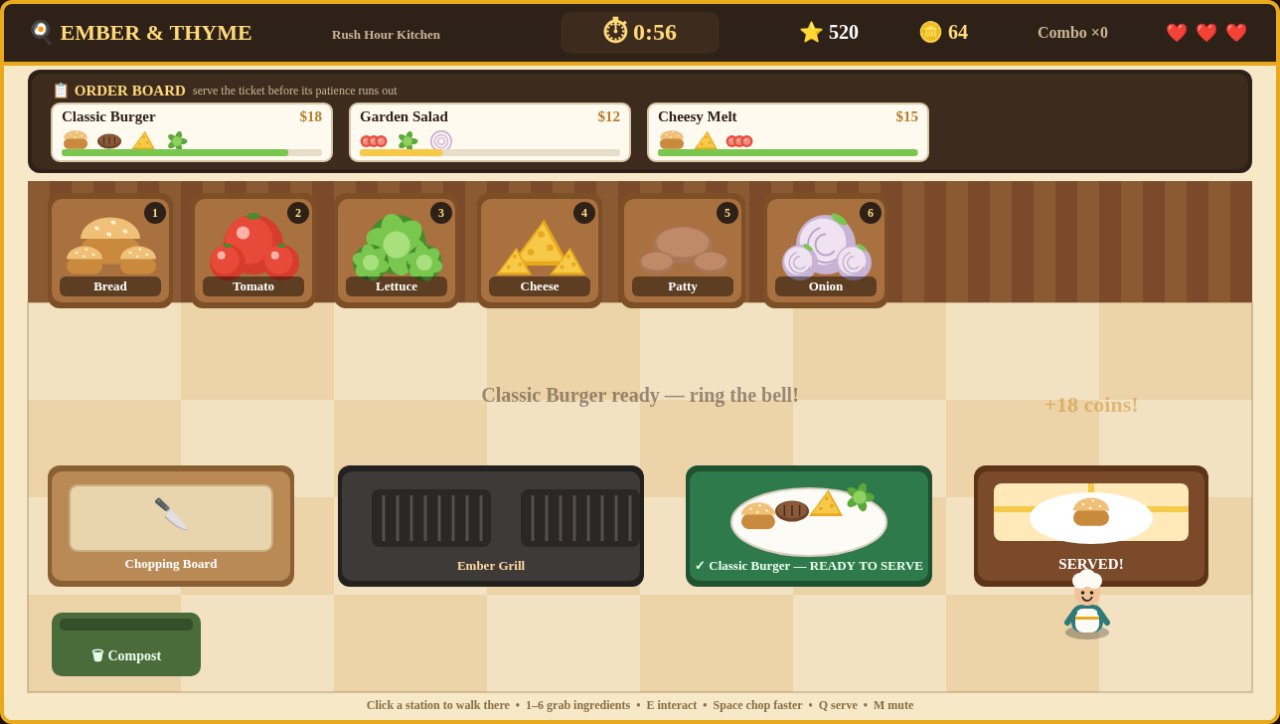 EMBER & THYME
Rush Hour Kitchen
0:56
520
64
Combo ×0
ORDER BOARD serve the ticket before its patience runs out
Classic Burger $18
Garden Salad $12
Cheesy Melt $15
1
2
3
4
5
6
Bread
Tomato
Lettuce
Cheese
Patty
Onion
Classic Burger ready — ring the bell!
+18 coins!
Chopping Board
Ember Grill
✓ Classic Burger — READY TO SERVE
SERVED!
Compost
Click a station to walk there • 1–6 grab ingredients • E interact • Space chop faster • Q serve • M mute